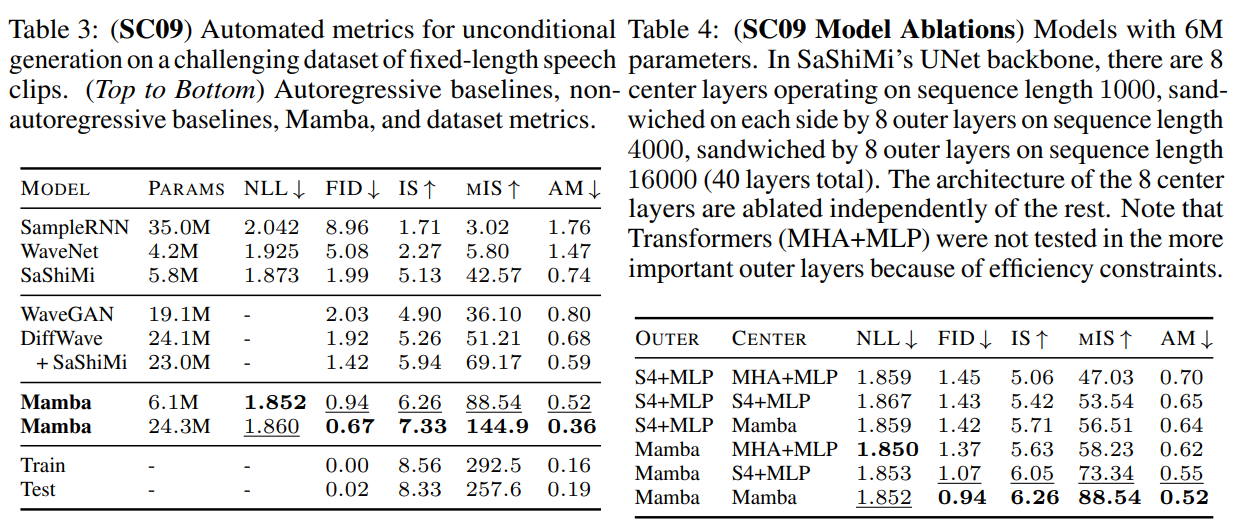 Table 3: (SC09) Automated metrics for unconditional
generation on a challenging dataset of fixed-length speech
clips. (Top to Bottom) Autoregressive baselines, non-
autoregressive baselines, Mamba, and dataset metrics.
MODEL PARAMS NLL ↓ FID ↓ IS ↑ MIS ↑ AM ↓
SampleRNN 35.0M 2.042 8.96 1.71 3.02 1.76
WaveNet 4.2M 1.925 5.08 2.27 5.80 1.47
SaShiMi 5.8M 1.873 1.99 5.13 42.57 0.74
WaveGAN 19.1M - 2.03 4.90 36.10 0.80
DiffWave 24.1M - 1.92 5.26 51.21 0.68
+ SaShiMi 23.0M - 1.42 5.94 69.17 0.59
Mamba 6.1M 1.852 0.94 6.26 88.54 0.52
Mamba 24.3M 1.860 0.67 7.33 144.9 0.36
Train - - 0.00 8.56 292.5 0.16
Test - - 0.02 8.33 257.6 0.19
Table 4: (SC09 Model Ablations) Models with 6M
parameters. In SaShiMi's UNet backbone, there are 8
center layers operating on sequence length 1000, sand-
wiched on each side by 8 outer layers on sequence length
4000, sandwiched by 8 outer layers on sequence length
16000 (40 layers total). The architecture of the 8 center
layers are ablated independently of the rest. Note that
Transformers (MHA+MLP) were not tested in the more
important outer layers because of efficiency constraints.
OUTER CENTER NLL ↓ FID ↓ IS ↑ MIS ↑ AM ↓
S4+MLP MHA+MLP 1.859 1.45 5.06 47.03 0.70
S4+MLP S4+MLP 1.867 1.43 5.42 53.54 0.65
S4+MLP Mamba 1.859 1.42 5.71 56.51 0.64
Mamba MHA+MLP 1.850 1.37 5.63 58.23 0.62
Mamba S4+MLP 1.853 1.07 6.05 73.34 0.55
Mamba Mamba 1.852 0.94 6.26 88.54 0.52